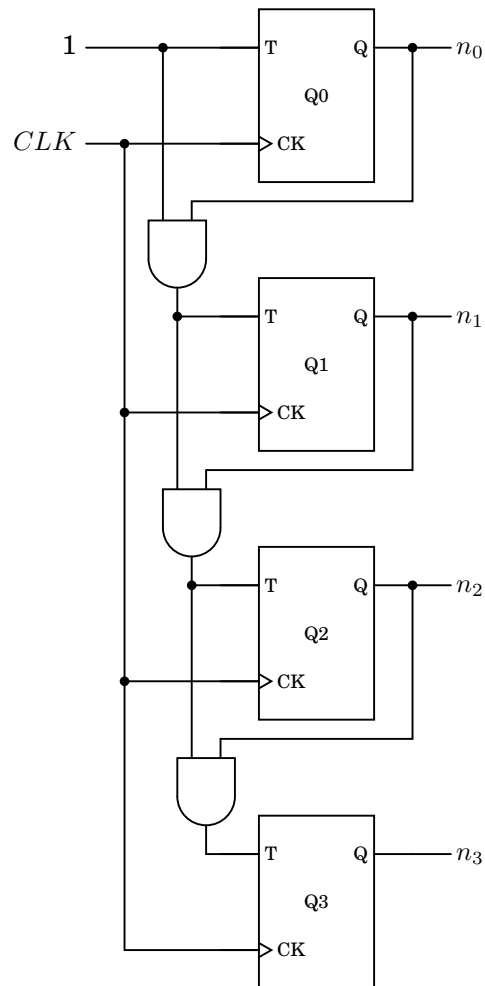 1 T Q n₀
Q0
CLK CK
T Q n₁
Q1
CK
T Q n₂
Q2
CK
T Q n₃
Q3
CK